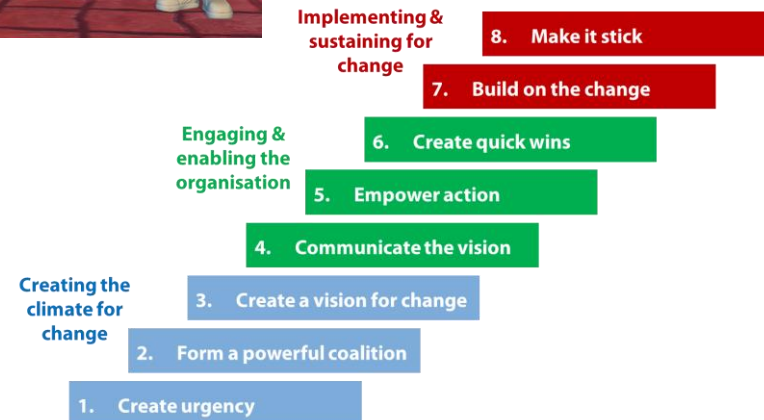 Implementing &
sustaining for
change
8. Make it stick
7. Build on the change
Engaging &
enabling the
organisation
6. Create quick wins
5. Empower action
4. Communicate the vision
Creating the
climate for
change
3. Create a vision for change
2. Form a powerful coalition
1. Create urgency